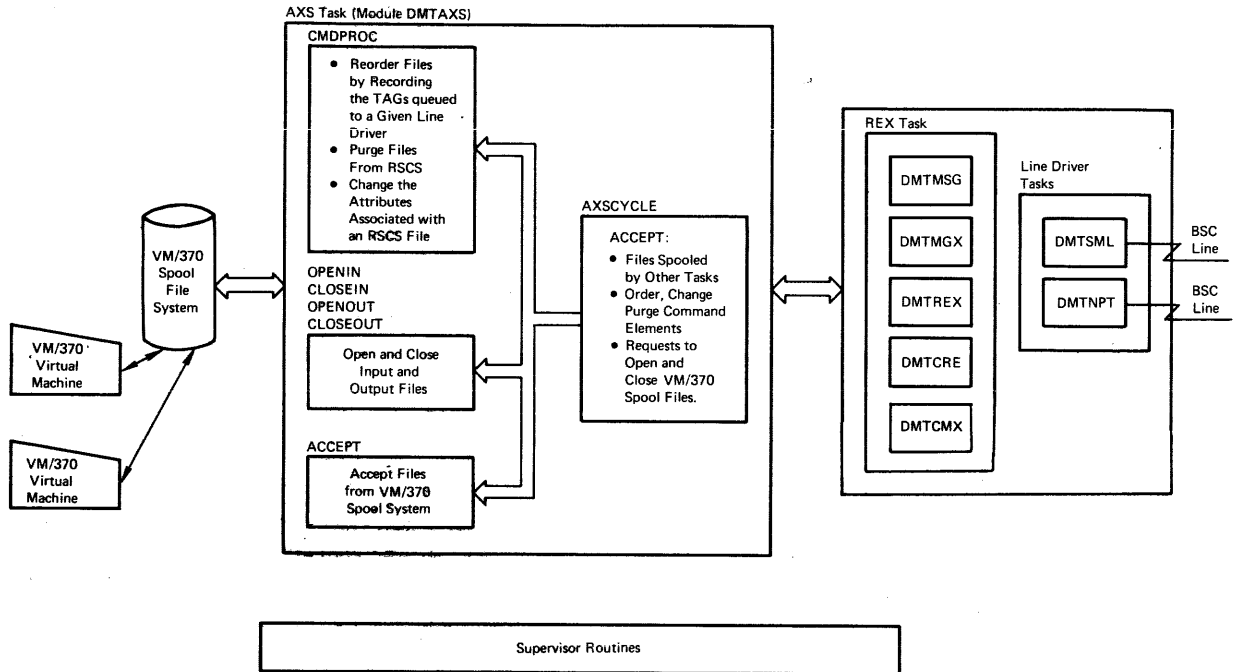 AXS Task (Module DMTAXS)
CMDPROC
• Reorder Files
by Recording
the TAGs queued
to a Given Line
Driver
• Purge Files
From RSCS
• Change the
Attributes
Associated with
an RSCS File
OPENIN
CLOSEIN
OPENOUT
CLOSEOUT
Open and Close
Input and
Output Files
ACCEPT
Accept Files
from VM/370
Spool System
AXSCYCLE
ACCEPT:
• Files Spooled
by Other Tasks
• Order, Change
Purge Command
Elements
• Requests to
Open and
Close VM/370
Spool Files.
VM/370
Spool
File
System
VM/370
Virtual
Machine
VM/370
Virtual
Machine
REX Task
DMTMSG
DMTMGX
DMTREX
DMTCRE
DMTCMX
Line Driver
Tasks
DMTSML
DMTNPT
BSC
Line
BSC
Line
Supervisor Routines